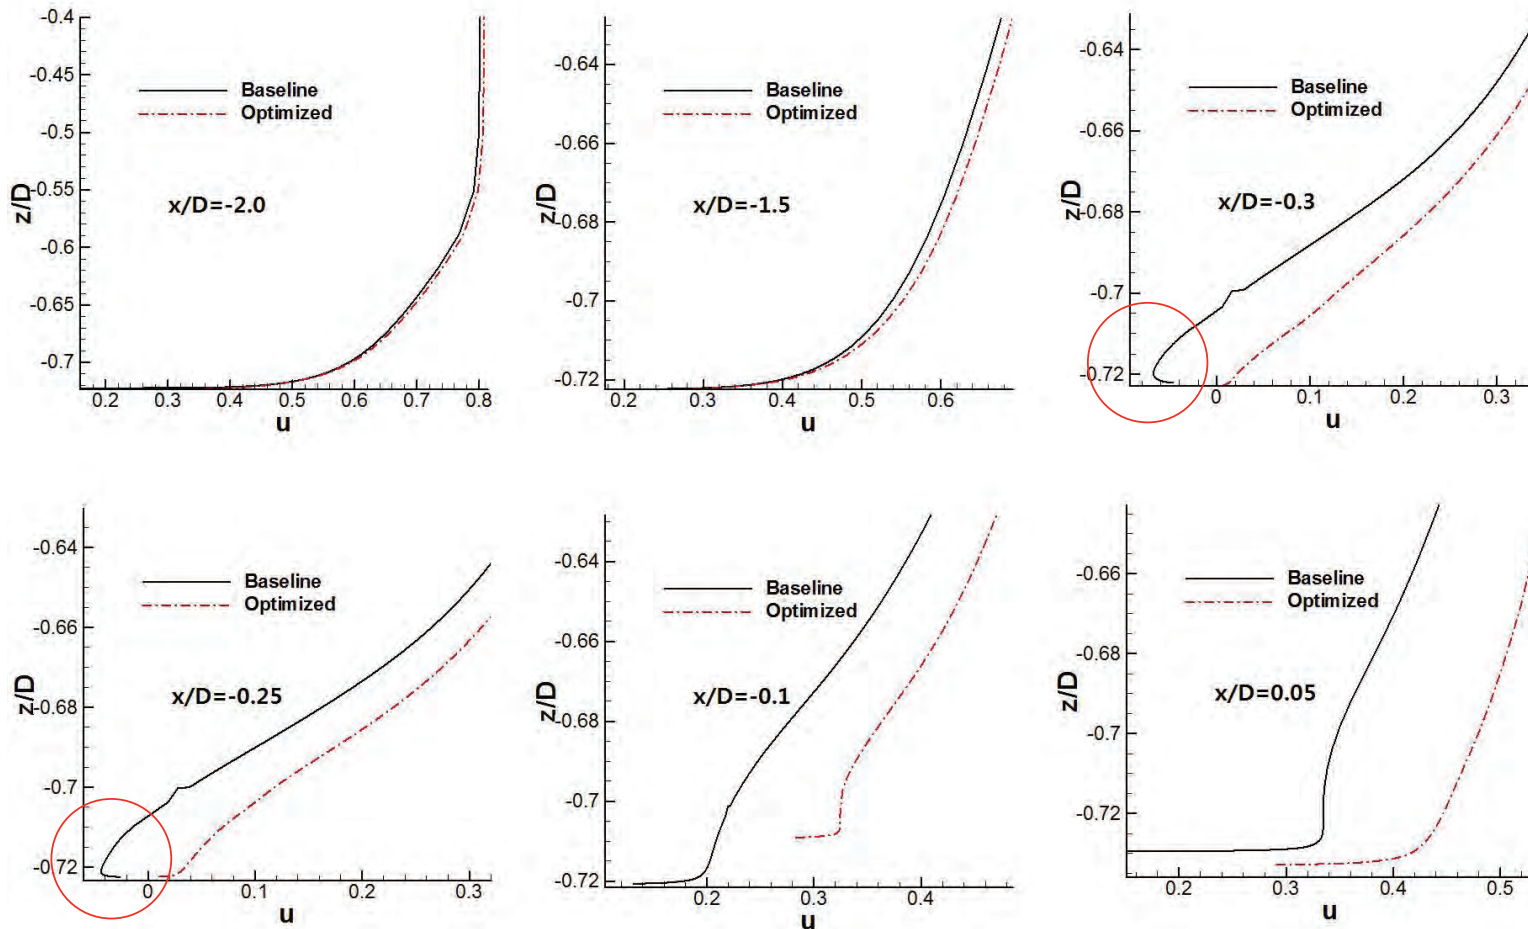 -0.4
-0.45
-0.5
-0.55
-0.6
-0.65
-0.7
z/D
Baseline
Optimized
x/D=-2.0
0.2 0.3 0.4 0.5 0.6 0.7 0.8
u
-0.64
-0.66
-0.68
-0.7
-0.72
z/D
Baseline
Optimized
x/D=-1.5
0.2 0.3 0.4 0.5 0.6
u
-0.64
-0.66
-0.68
-0.7
-0.72
z/D
Baseline
Optimized
x/D=-0.3
0 0.1 0.2 0.3
u
-0.64
-0.66
-0.68
-0.7
-0.72
z/D
Baseline
Optimized
x/D=-0.25
0 0.1 0.2 0.3
u
-0.64
-0.66
-0.68
-0.7
-0.72
z/D
Baseline
Optimized
x/D=-0.1
0.2 0.3 0.4
u
-0.66
-0.68
-0.7
-0.72
z/D
Baseline
Optimized
x/D=0.05
0.2 0.3 0.4 0.5
u